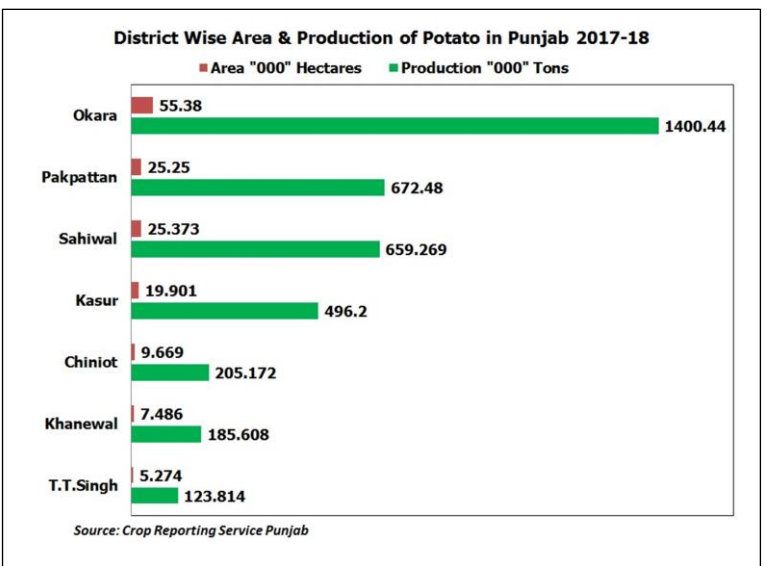 District Wise Area & Production of Potato in Punjab 2017-18
Area "000" Hectares Production "000" Tons
Okara
55.38
1400.44
Pakpattan
25.25
672.48
Sahiwal
25.373
659.269
Kasur
19.901
496.2
Chiniot
9.669
205.172
Khanewal
7.486
185.608
T.T.Singh
5.274
123.814
Source: Crop Reporting Service Punjab